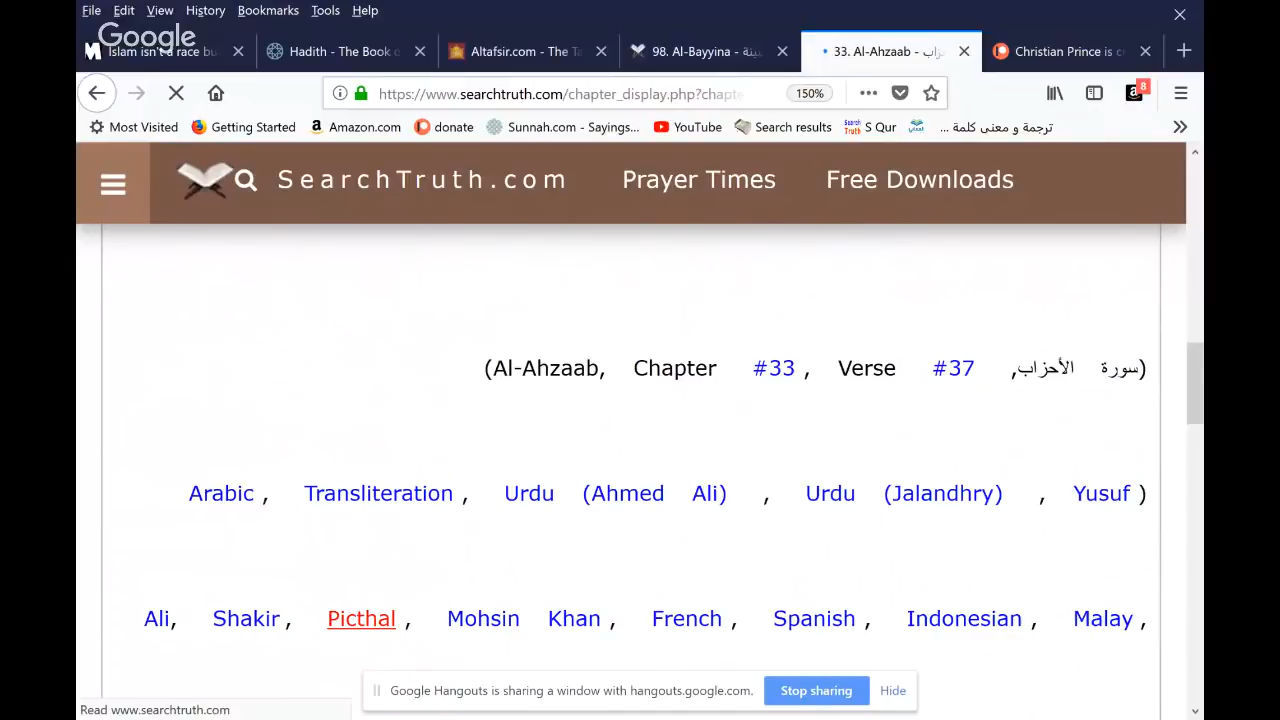 File Edit View History Bookmarks Tools Help
Google
Islam isn't a race bu
Hadith - The Book o
Altafsir.com - The Ta
98. Al-Bayyina - بينة
33. Al-Ahzaab - زاب
Christian Prince is c
https://www.searchtruth.com/chapter_display.php?chapte
150%
8
Most Visited Getting Started Amazon.com donate Sunnah.com - Sayings... YouTube Search results S Qur ترجمة و معنى كلمة ...
SearchTruth.com Prayer Times Free Downloads
(Al-Ahzaab, Chapter #33 , Verse #37 ,سورة الأحزاب)
Arabic , Transliteration , Urdu (Ahmed Ali) , Urdu (Jalandhry) , Yusuf )
Ali, Shakir , Picthal , Mohsin Khan , French , Spanish , Indonesian , Malay ,
Google Hangouts is sharing a window with hangouts.google.com. Stop sharing Hide
Read www.searchtruth.com